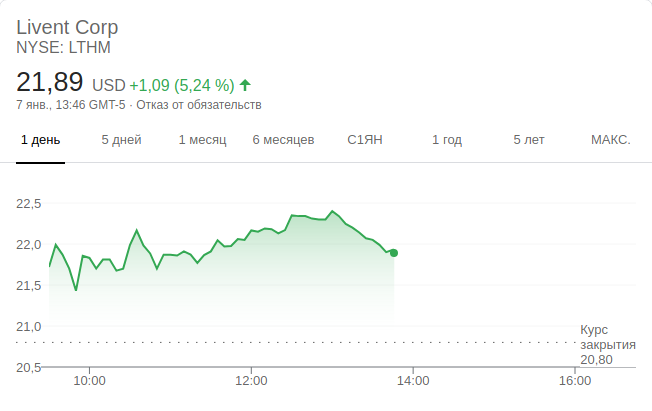 Livent Corp
NYSE: LTHM
21,89 USD +1,09 (5,24 %)
7 янв., 13:46 GMT-5 · Отказ от обязательств
1 день 5 дней 1 месяц 6 месяцев С1ЯН 1 год 5 лет МАКС.
22,5
22,0
21,5
21,0
Курс
закрытия
20,80
20,5
10:00 12:00 14:00 16:00